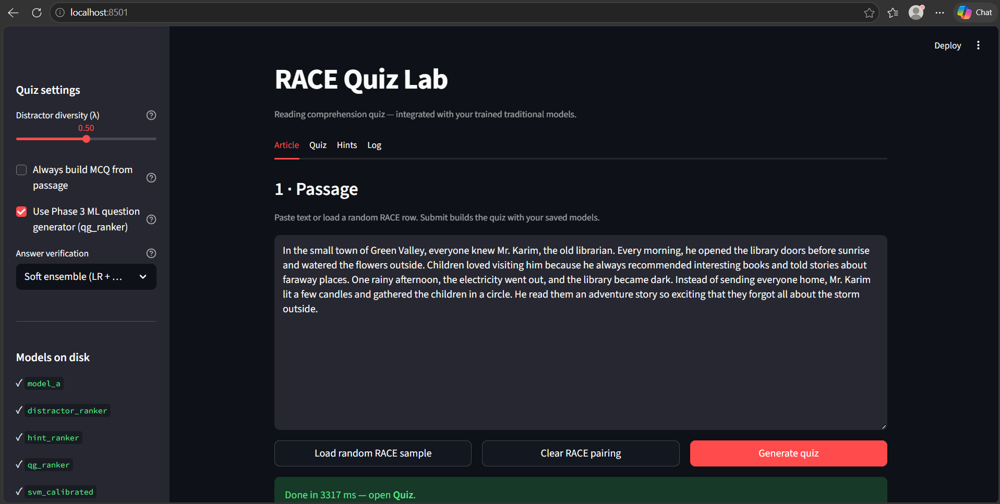 localhost:8501
Chat
Deploy
Quiz settings
Distractor diversity (λ)
0.50
Always build MCQ from
passage
Use Phase 3 ML question
generator (qg_ranker)
Answer verification
Soft ensemble (LR + ...
Models on disk
✓ model_a
✓ distractor_ranker
✓ hint_ranker
✓ qg_ranker
✓ svm_calibrated
RACE Quiz Lab
Reading comprehension quiz — integrated with your trained traditional models.
Article Quiz Hints Log
1 · Passage
Paste text or load a random RACE row. Submit builds the quiz with your saved models.
In the small town of Green Valley, everyone knew Mr. Karim, the old librarian. Every morning, he opened the library doors before sunrise
and watered the flowers outside. Children loved visiting him because he always recommended interesting books and told stories about
faraway places. One rainy afternoon, the electricity went out, and the library became dark. Instead of sending everyone home, Mr. Karim
lit a few candles and gathered the children in a circle. He read them an adventure story so exciting that they forgot all about the storm
outside.
Load random RACE sample
Clear RACE pairing
Generate quiz
Done in 3317 ms — open Quiz.